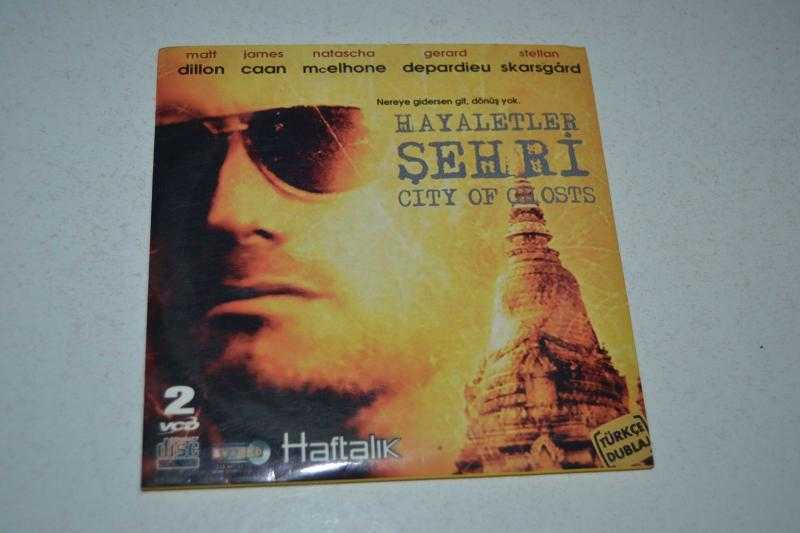 matt james natascha gerard stellan
dillon caan mcelhone depardieu skarsgård
Nereye gidersen git, dönüş yok.
HAYALETLER
ŞEHRİ
CITY OF GHOSTS
2
VCD
disc
Haftalık
TÜRKÇE
DUBLAJ